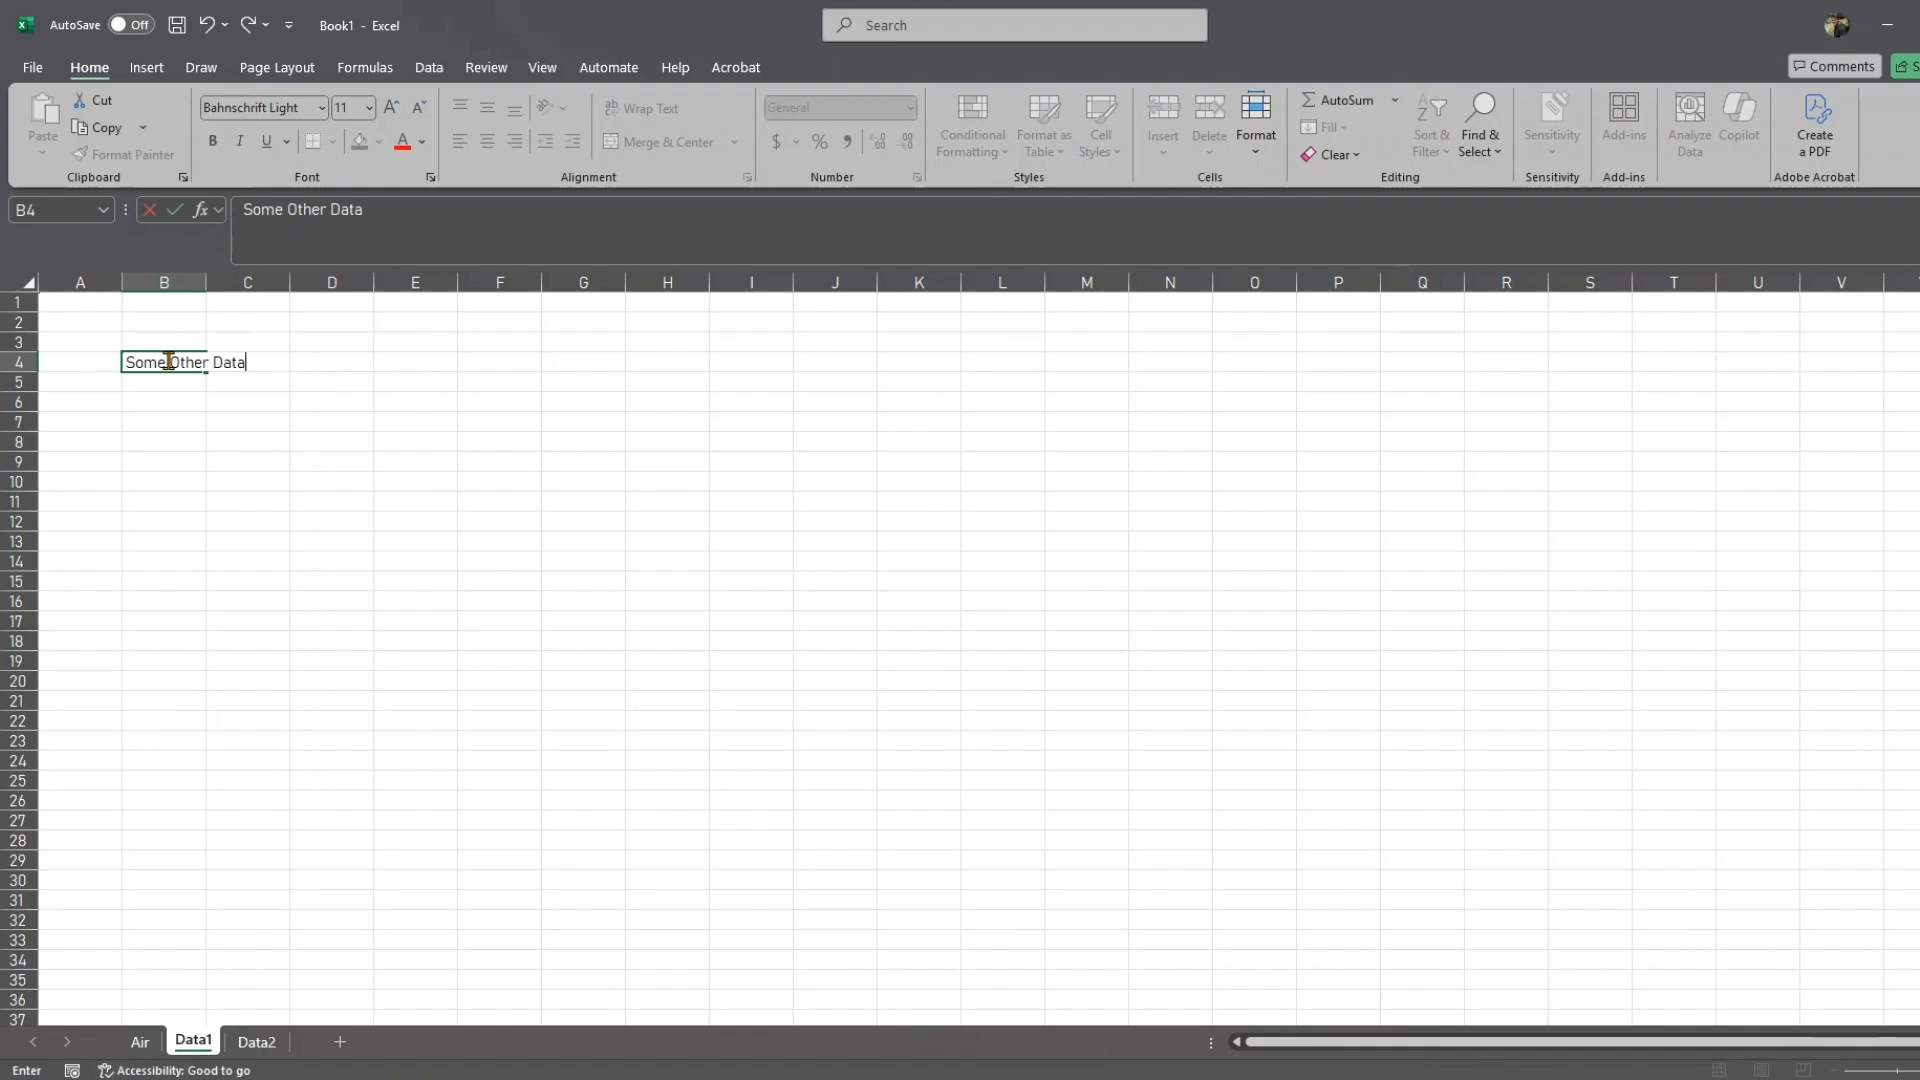 AutoSave Off Book1 - Excel Search
File Home Insert Draw Page Layout Formulas Data Review View Automate Help Acrobat Comments S
Paste
Cut
Copy
Format Painter
Clipboard
Bahnschrift Light 11 A A
B I U A
Font
ab Wrap Text
Merge & Center
Alignment
General
$ % ,
Number
Conditional
Formatting
Format as
Table
Cell
Styles
Styles
Insert Delete Format
Cells
AutoSum
Fill
Clear
Sort &
Filter
Find &
Select
Editing
Sensitivity
Sensitivity
Add-ins
Add-ins
Analyze
Data
Copilot
Create
a PDF
Adobe Acrobat
B4 fx Some Other Data
A B C D E F G H I J K L M N O P Q R S T U V
1
2
3
4 Some Other Data
5
6
7
8
9
10
11
12
13
14
15
16
17
18
19
20
21
22
23
24
25
26
27
28
29
30
31
32
33
34
35
36
37
Air Data1 Data2 +
Enter Accessibility: Good to go